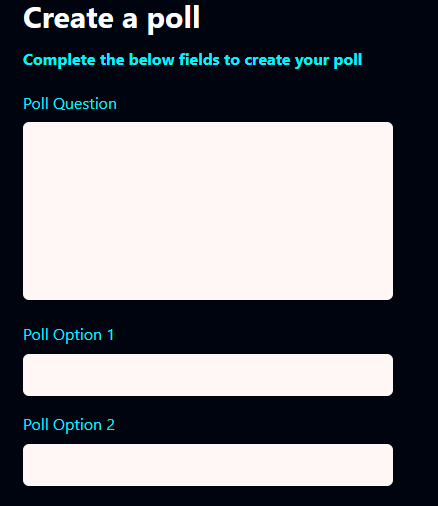 Create a poll
Complete the below fields to create your poll
Poll Question
Poll Option 1
Poll Option 2